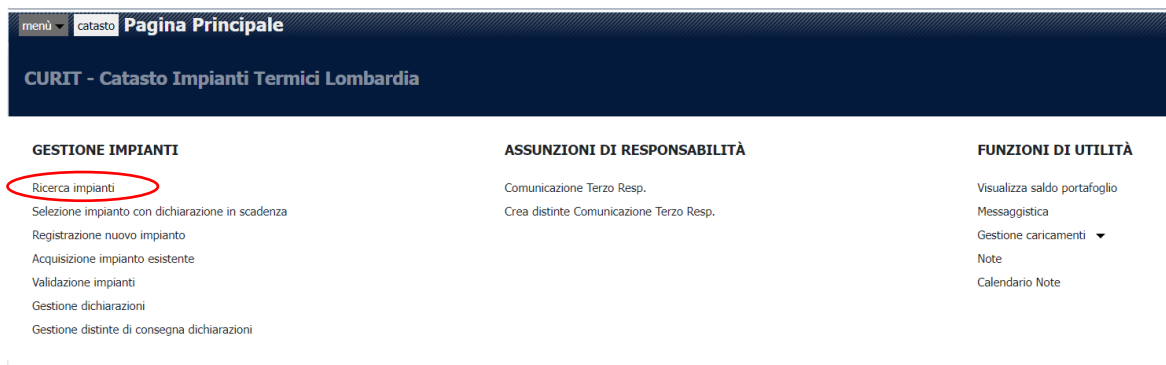 menù catasto Pagina Principale
CURIT - Catasto Impianti Termici Lombardia
GESTIONE IMPIANTI
Ricerca impianti
Selezione impianto con dichiarazione in scadenza
Registrazione nuovo impianto
Acquisizione impianto esistente
Validazione impianti
Gestione dichiarazioni
Gestione distinte di consegna dichiarazioni
ASSUNZIONI DI RESPONSABILITÀ
Comunicazione Terzo Resp.
Crea distinte Comunicazione Terzo Resp.
FUNZIONI DI UTILITÀ
Visualizza saldo portafoglio
Messaggistica
Gestione caricamenti
Note
Calendario Note